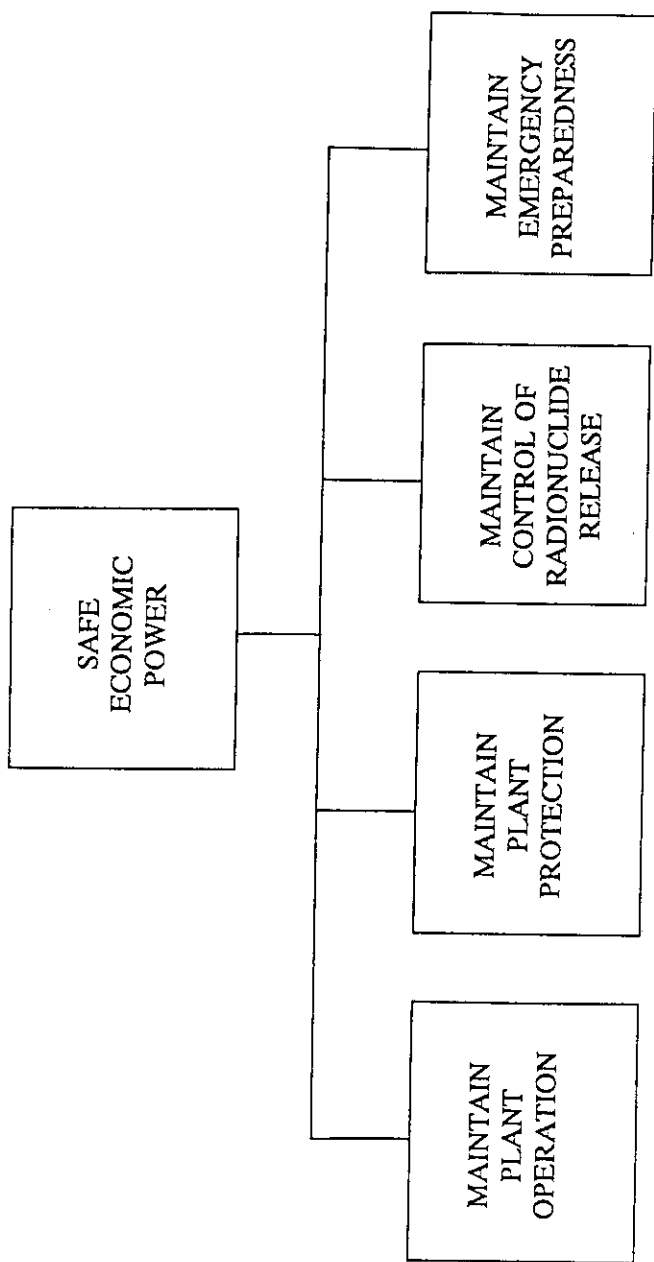 SAFE
ECONOMIC
POWER
MAINTAIN
PLANT
OPERATION
MAINTAIN
PLANT
PROTECTION
MAINTAIN
CONTROL OF
RADIONUCLIDE
RELEASE
MAINTAIN
EMERGENCY
PREPAREDNESS